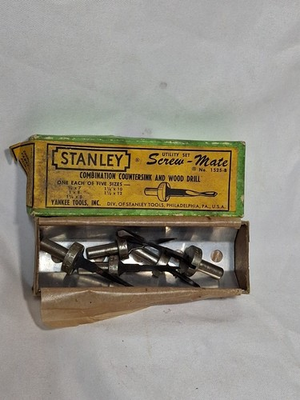 STANLEY
UTILITY SET
Screw-Mate
No. 1525-B
COMBINATION COUNTERSINK AND WOOD DRILL
ONE EACH OF FIVE SIZES
YANKEE TOOLS, INC. DIV. OF STANLEY TOOLS, PHILADELPHIA, PA., U.S.A.